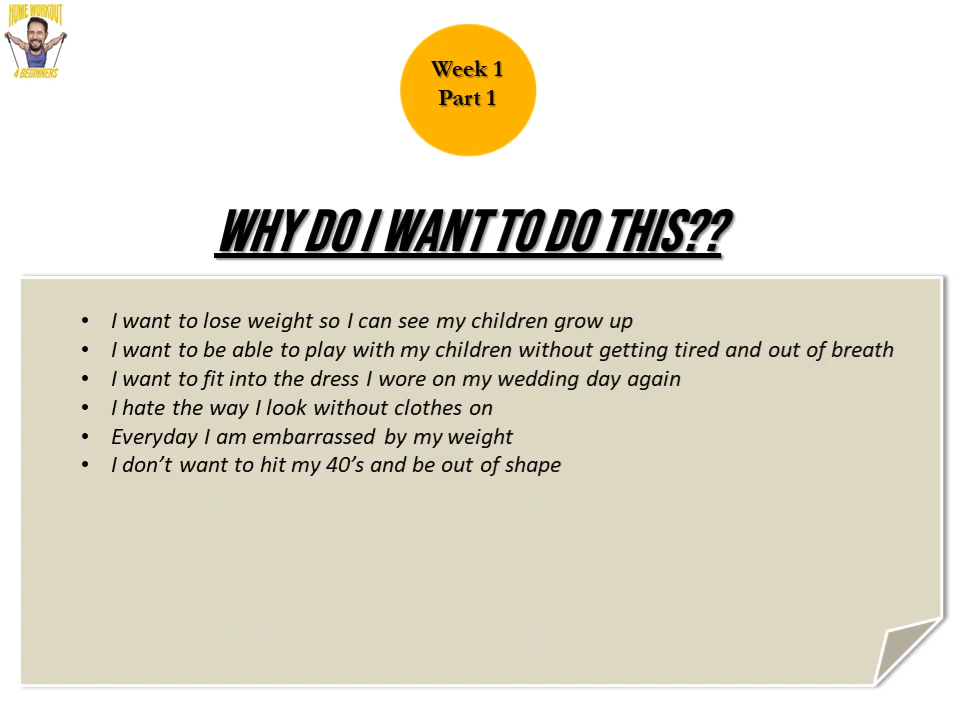 HOME WORKOUT
4 BEGINNERS
Week 1
Part 1
WHY DO I WANT TO DO THIS??
• I want to lose weight so I can see my children grow up
• I want to be able to play with my children without getting tired and out of breath
• I want to fit into the dress I wore on my wedding day again
• I hate the way I look without clothes on
• Everyday I am embarrassed by my weight
• I don’t want to hit my 40’s and be out of shape